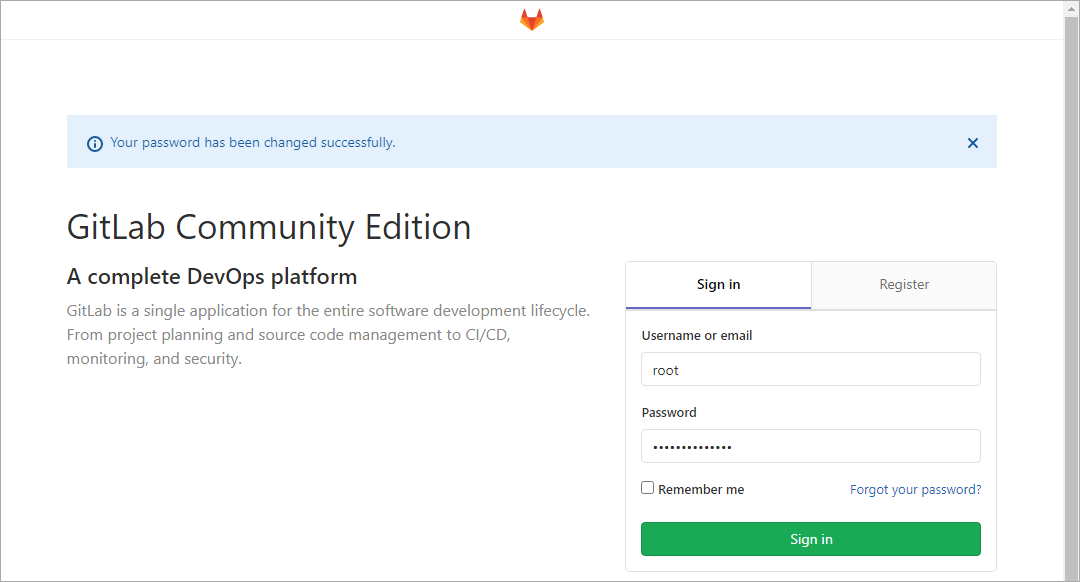 Your password has been changed successfully.
GitLab Community Edition
A complete DevOps platform
GitLab is a single application for the entire software development lifecycle.
From project planning and source code management to CI/CD,
monitoring, and security.
Sign in
Register
Username or email
root
Password
••••••••••••••
Remember me
Forgot your password?
Sign in